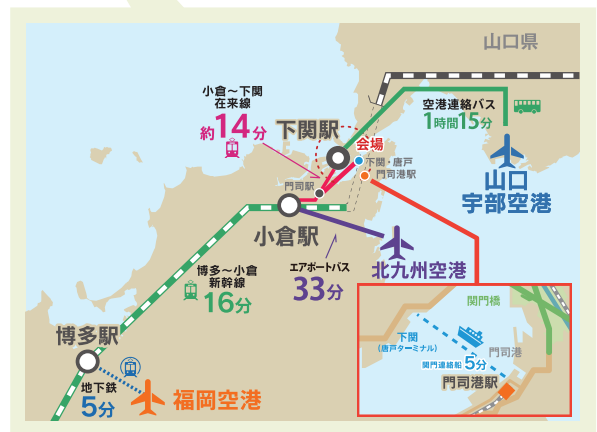 山口県
小倉～下関
在来線
約14分
下関駅
会場
下関・唐戸
門司港駅
門司駅
空港連絡バス
1時間15分
山口
宇部空港
小倉駅
エアポートバス
33分
北九州空港
博多～小倉
新幹線
16分
博多駅
地下鉄
5分
福岡空港
関門橋
下関
(唐戸ターミナル)
門司港
関門連絡船 5分
門司港駅